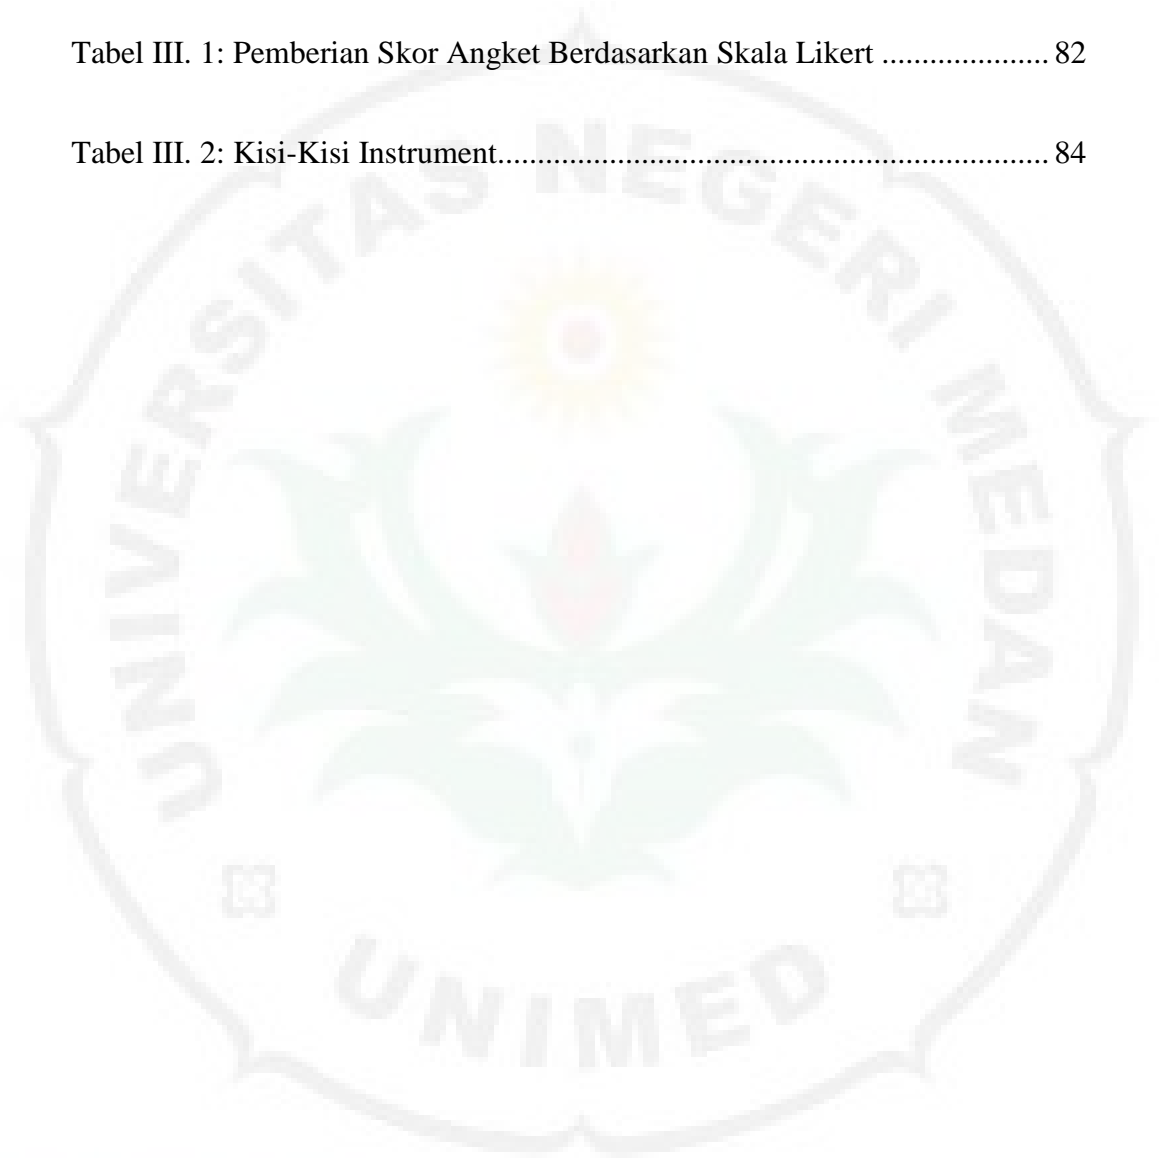 Tabel III. 1: Pemberian Skor Angket Berdasarkan Skala Likert ..................... 82
Tabel III. 2: Kisi-Kisi Instrument..................................................................... 84
UNIVERSITAS NEGERI MEDAN
UNIMED